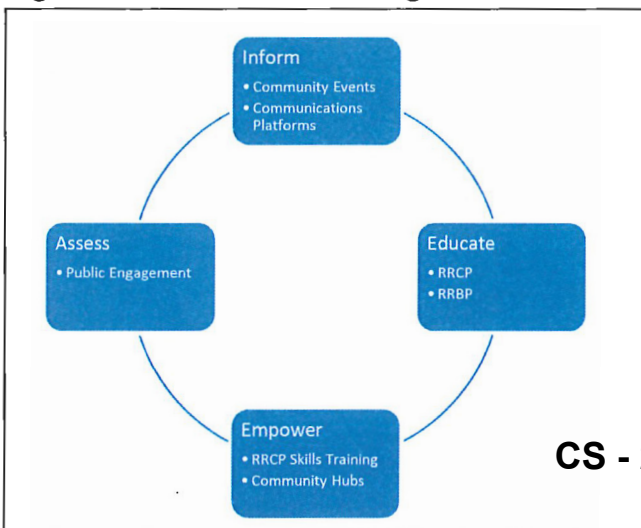 Inform
• Community Events
• Communications
Platforms
Assess
• Public Engagement
Educate
• RRCP
• RRBP
Empower
• RRCP Skills Training
• Community Hubs
CS -